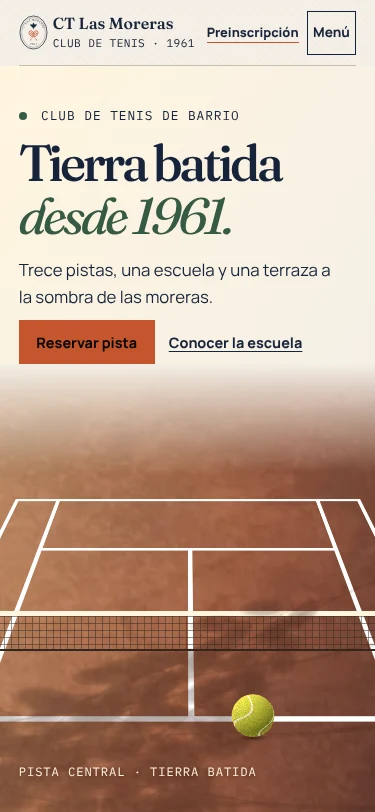 CT Las Moreras
CLUB DE TENIS · 1961
Preinscripción
Menú
CLUB DE TENIS DE BARRIO
Tierra batida
desde 1961.
Trece pistas, una escuela y una terraza a
la sombra de las moreras.
Reservar pista
Conocer la escuela
PISTA CENTRAL · TIERRA BATIDA